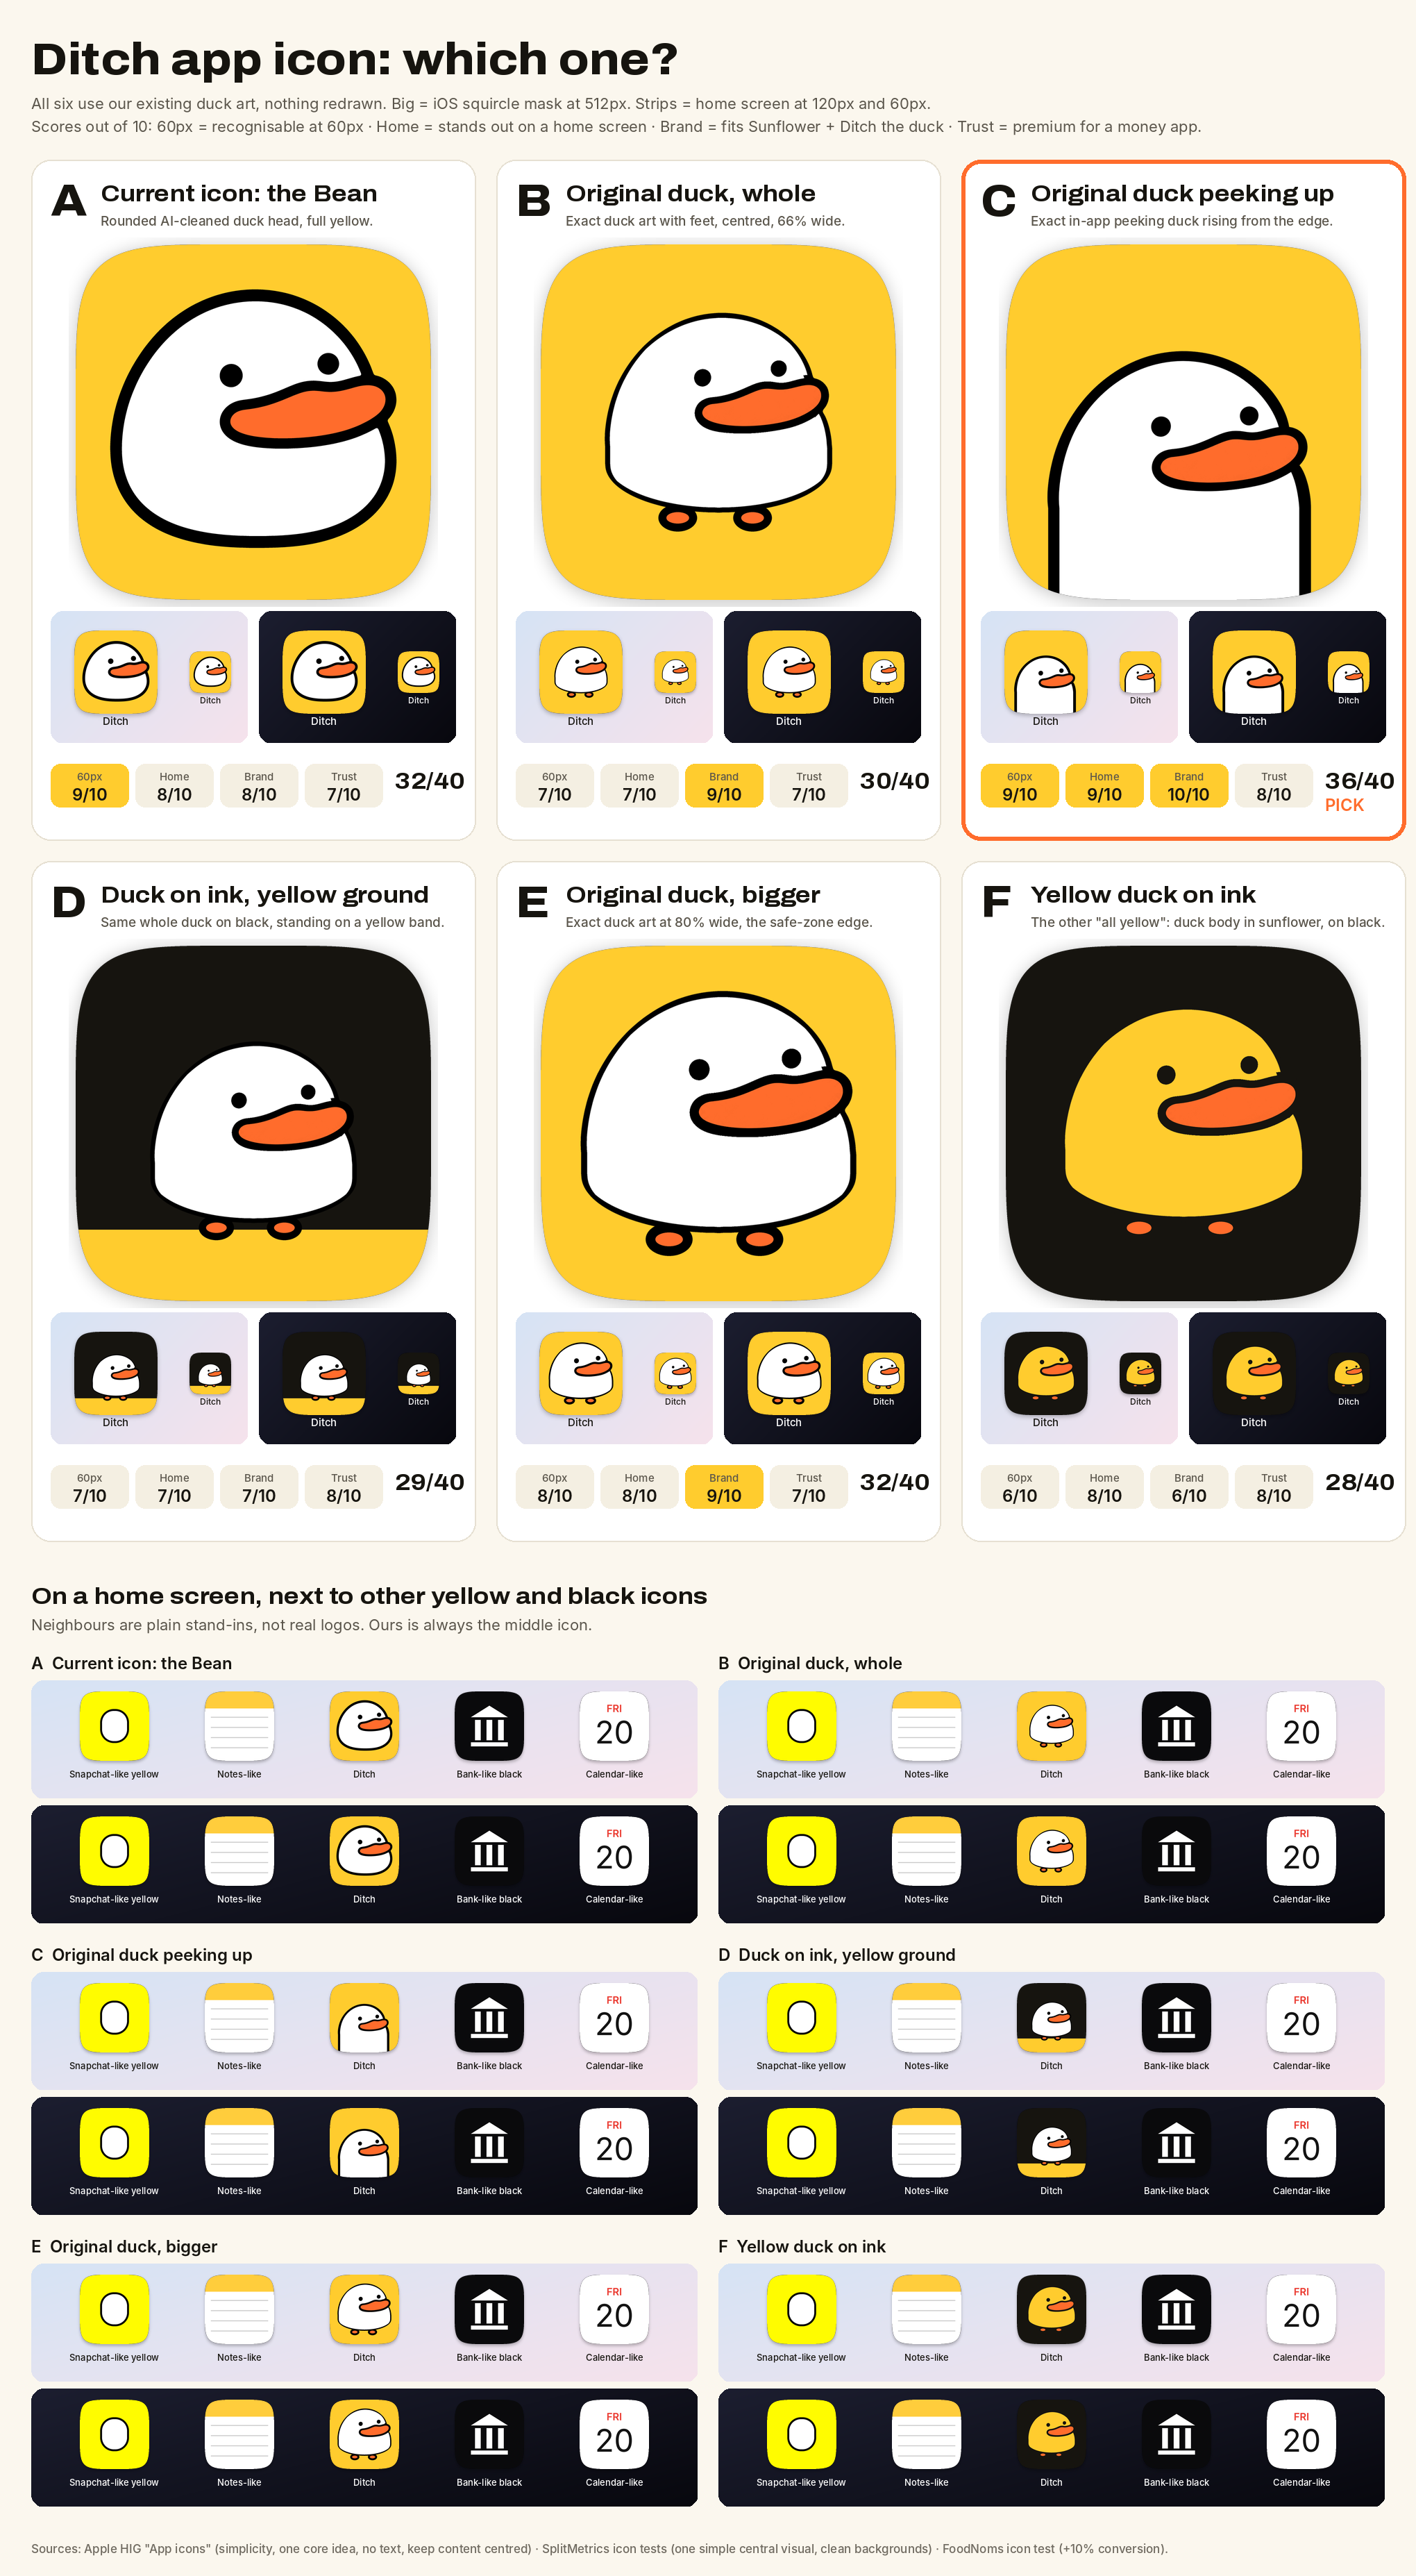 Ditch app icon: which one?
All six use our existing duck art, nothing redrawn. Big = iOS squircle mask at 512px. Strips = home screen at 120px and 60px.
Scores out of 10: 60px = recognisable at 60px · Home = stands out on a home screen · Brand = fits Sunflower + Ditch the duck · Trust = premium for a money app.
A Current icon: the Bean
Rounded AI-cleaned duck head, full yellow.
Ditch Ditch Ditch Ditch
60px Home Brand Trust
9/10 8/10 8/10 7/10 32/40
B Original duck, whole
Exact duck art with feet, centred, 66% wide.
Ditch Ditch Ditch Ditch
60px Home Brand Trust
7/10 7/10 9/10 7/10 30/40
C Original duck peeking up
Exact in-app peeking duck rising from the edge.
Ditch Ditch Ditch Ditch
60px Home Brand Trust
9/10 9/10 10/10 8/10 36/40
PICK
D Duck on ink, yellow ground
Same whole duck on black, standing on a yellow band.
Ditch Ditch Ditch Ditch
60px Home Brand Trust
7/10 7/10 7/10 8/10 29/40
E Original duck, bigger
Exact duck art at 80% wide, the safe-zone edge.
Ditch Ditch Ditch Ditch
60px Home Brand Trust
8/10 8/10 9/10 7/10 32/40
F Yellow duck on ink
The other "all yellow": duck body in sunflower, on black.
Ditch Ditch Ditch Ditch
60px Home Brand Trust
6/10 8/10 6/10 8/10 28/40
On a home screen, next to other yellow and black icons
Neighbours are plain stand-ins, not real logos. Ours is always the middle icon.
A Current icon: the Bean
FRI
20
Snapchat-like yellow Notes-like Ditch Bank-like black Calendar-like
FRI
20
Snapchat-like yellow Notes-like Ditch Bank-like black Calendar-like
B Original duck, whole
FRI
20
Snapchat-like yellow Notes-like Ditch Bank-like black Calendar-like
FRI
20
Snapchat-like yellow Notes-like Ditch Bank-like black Calendar-like
C Original duck peeking up
FRI
20
Snapchat-like yellow Notes-like Ditch Bank-like black Calendar-like
FRI
20
Snapchat-like yellow Notes-like Ditch Bank-like black Calendar-like
D Duck on ink, yellow ground
FRI
20
Snapchat-like yellow Notes-like Ditch Bank-like black Calendar-like
FRI
20
Snapchat-like yellow Notes-like Ditch Bank-like black Calendar-like
E Original duck, bigger
FRI
20
Snapchat-like yellow Notes-like Ditch Bank-like black Calendar-like
FRI
20
Snapchat-like yellow Notes-like Ditch Bank-like black Calendar-like
F Yellow duck on ink
FRI
20
Snapchat-like yellow Notes-like Ditch Bank-like black Calendar-like
FRI
20
Snapchat-like yellow Notes-like Ditch Bank-like black Calendar-like
Sources: Apple HIG "App icons" (simplicity, one core idea, no text, keep content centred) · SplitMetrics icon tests (one simple central visual, clean backgrounds) · FoodNoms icon test (+10% conversion).